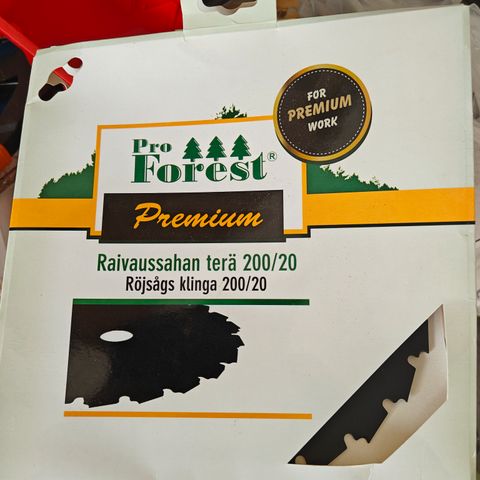 FOR
PREMIUM
WORK
Pro
Forest®
Premium
Raivaussahan terä 200/20
Röjsågs klinga 200/20